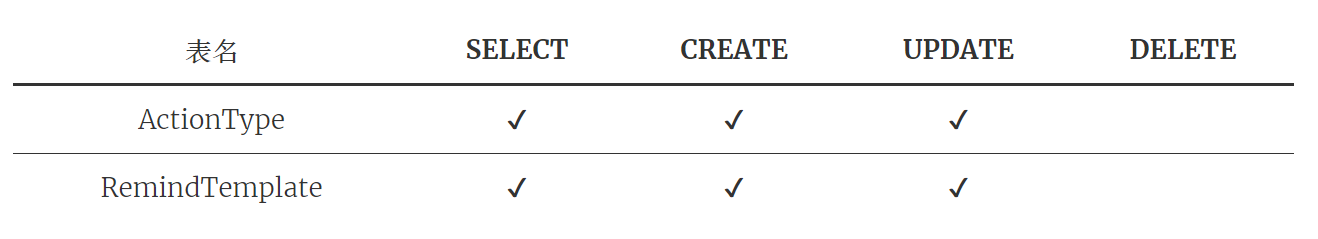 表名 SELECT CREATE UPDATE DELETE
ActionType ✓ ✓ ✓
RemindTemplate ✓ ✓ ✓